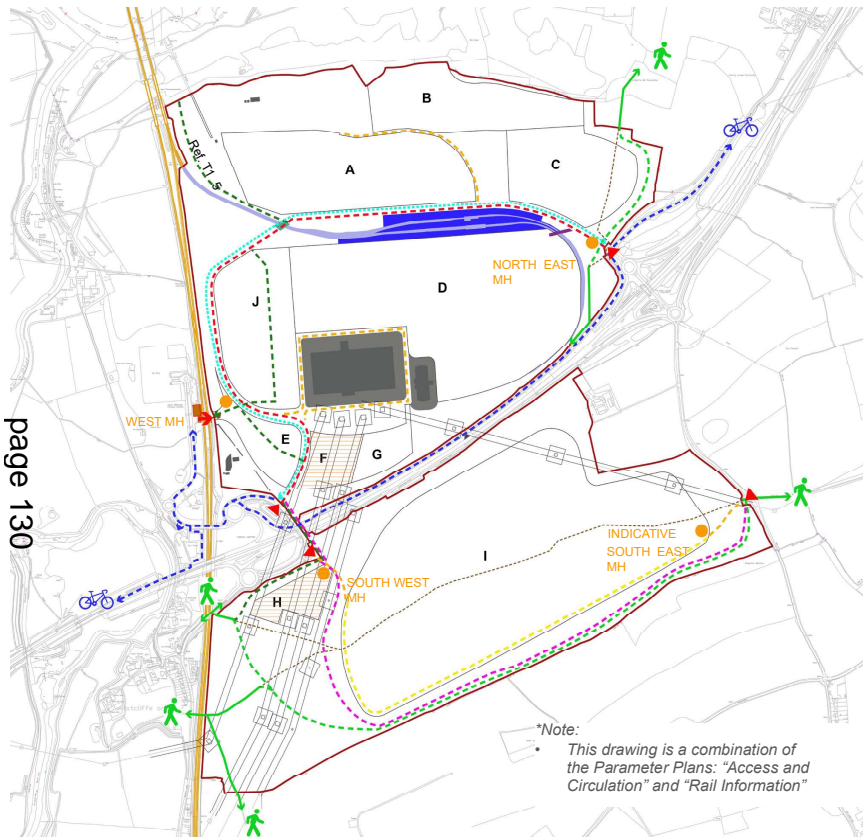 B
Ref. T1_5
A
C
NORTH EAST
MH
D
J
WEST MH
E
F
G
page 130
INDICATIVE
SOUTH EAST
MH
I
SOUTH WEST
MH
H
*Note:
• This drawing is a combination of
the Parameter Plans: "Access and
Circulation" and "Rail Information"